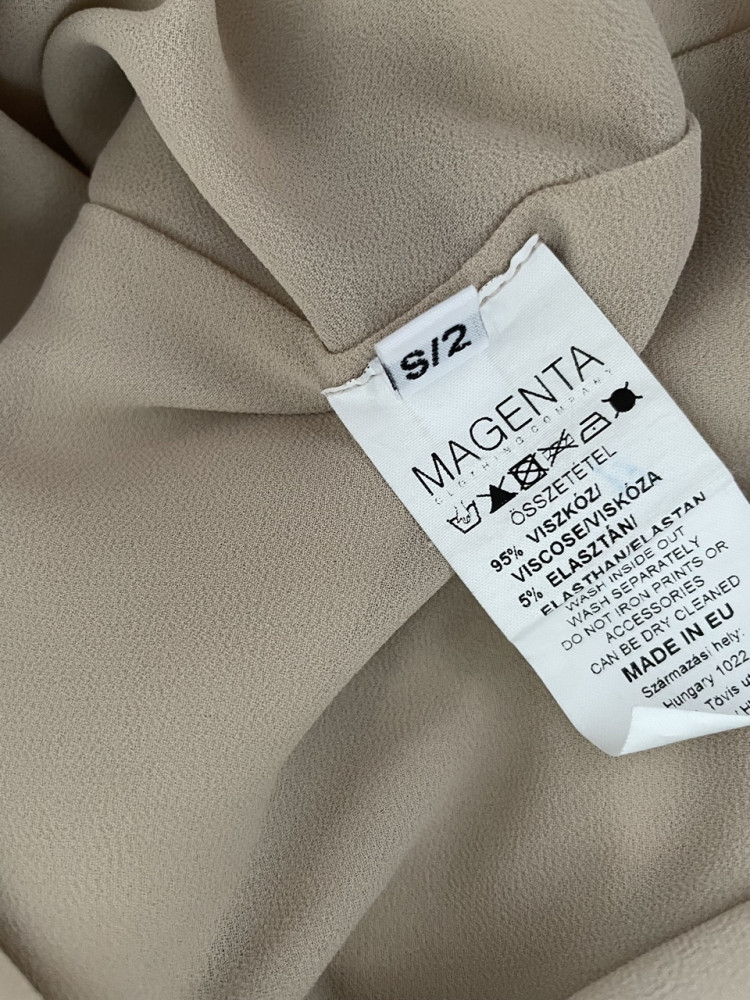 S/2
MAGENTA
CLOTHING COMPANY
ÖSSZETÉTEL
95% VISZKÓZ/
VISCOSE/VISKÓZA
5% ELASZTÁN/
ELASTHAN/ELASTAN
WASH INSIDE OUT
WASH SEPARATELY
DO NOT IRON PRINTS OR
ACCESSORIES
CAN BE DRY CLEANED
MADE IN EU
Származási hely:
Hungary 1022
Tövis